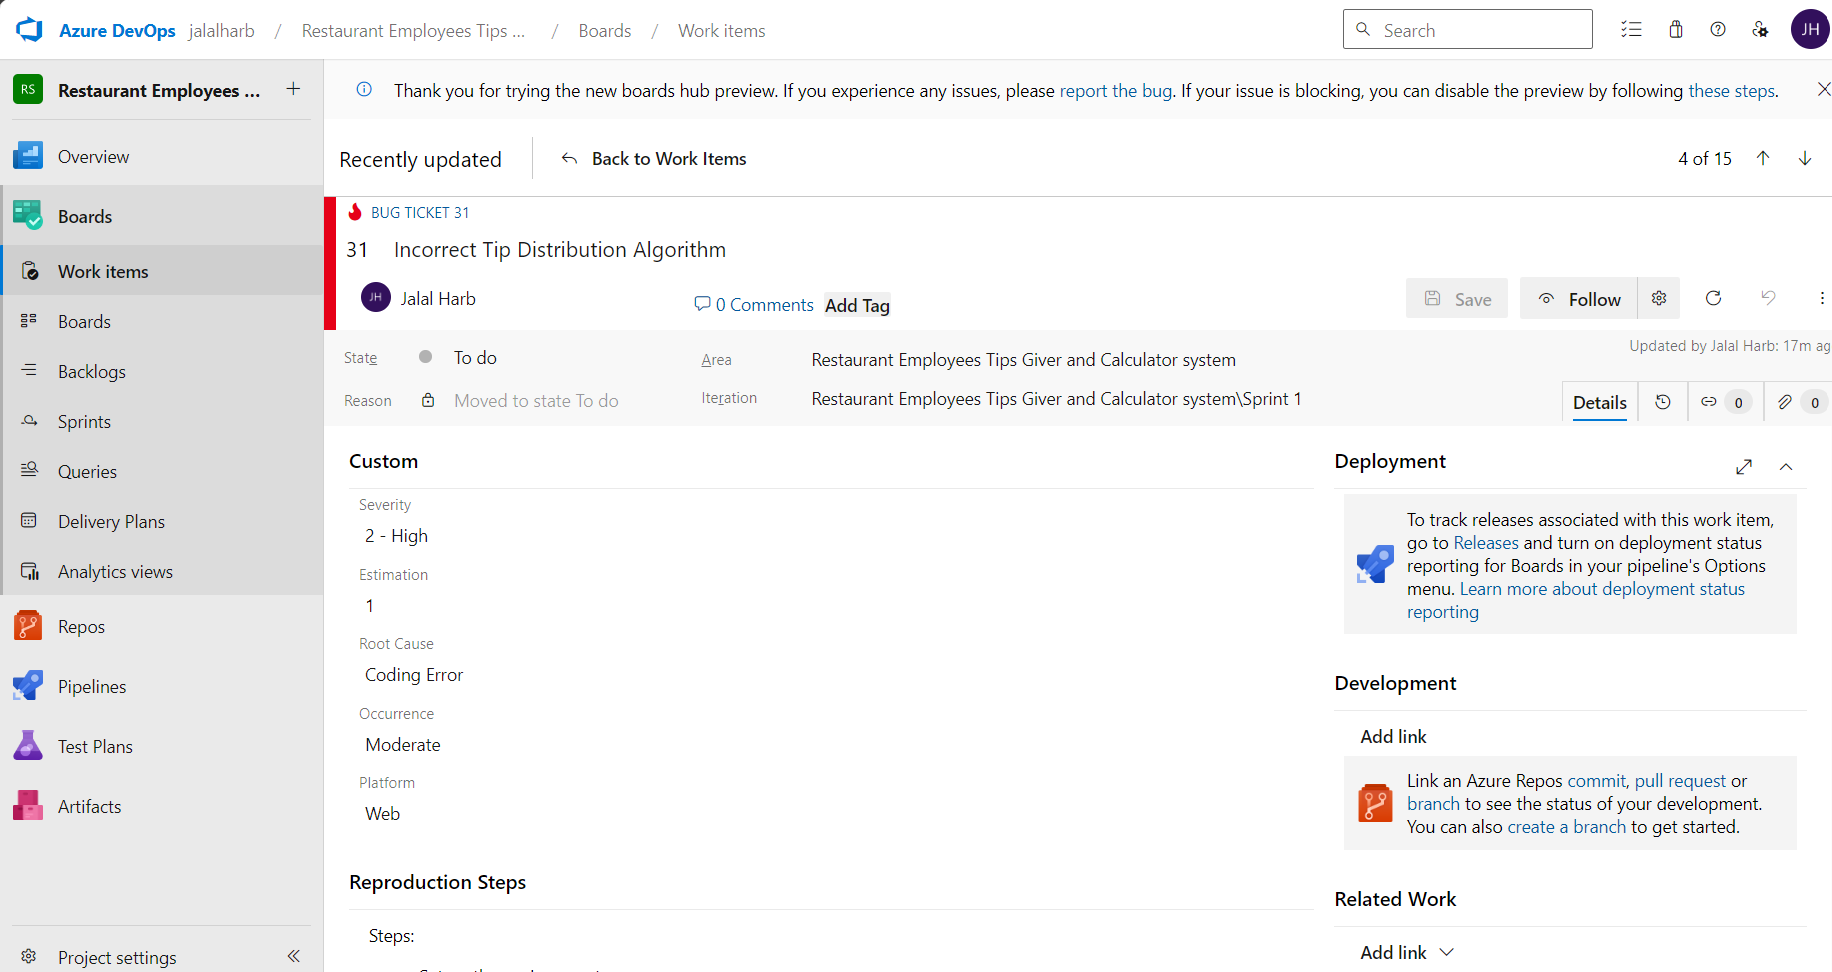 Azure DevOps jalalharb / Restaurant Employees Tips ... / Boards / Work items
Search
JH
RS Restaurant Employees ... +
Thank you for trying the new boards hub preview. If you experience any issues, please report the bug. If your issue is blocking, you can disable the preview by following these steps.
Overview
Boards
Work items
Boards
Backlogs
Sprints
Queries
Delivery Plans
Analytics views
Repos
Pipelines
Test Plans
Artifacts
Project settings
Recently updated
Back to Work Items
4 of 15
BUG TICKET 31
31 Incorrect Tip Distribution Algorithm
JH Jalal Harb
0 Comments Add Tag
Save
Follow
State To do
Area Restaurant Employees Tips Giver and Calculator system
Updated by Jalal Harb: 17m ag
Reason Moved to state To do
Iteration Restaurant Employees Tips Giver and Calculator system\Sprint 1
Details 0 0
Custom
Severity
2 - High
Estimation
1
Root Cause
Coding Error
Occurrence
Moderate
Platform
Web
Reproduction Steps
Steps:
Deployment
To track releases associated with this work item,
go to Releases and turn on deployment status
reporting for Boards in your pipeline's Options
menu. Learn more about deployment status
reporting
Development
Add link
Link an Azure Repos commit, pull request or
branch to see the status of your development.
You can also create a branch to get started.
Related Work
Add link